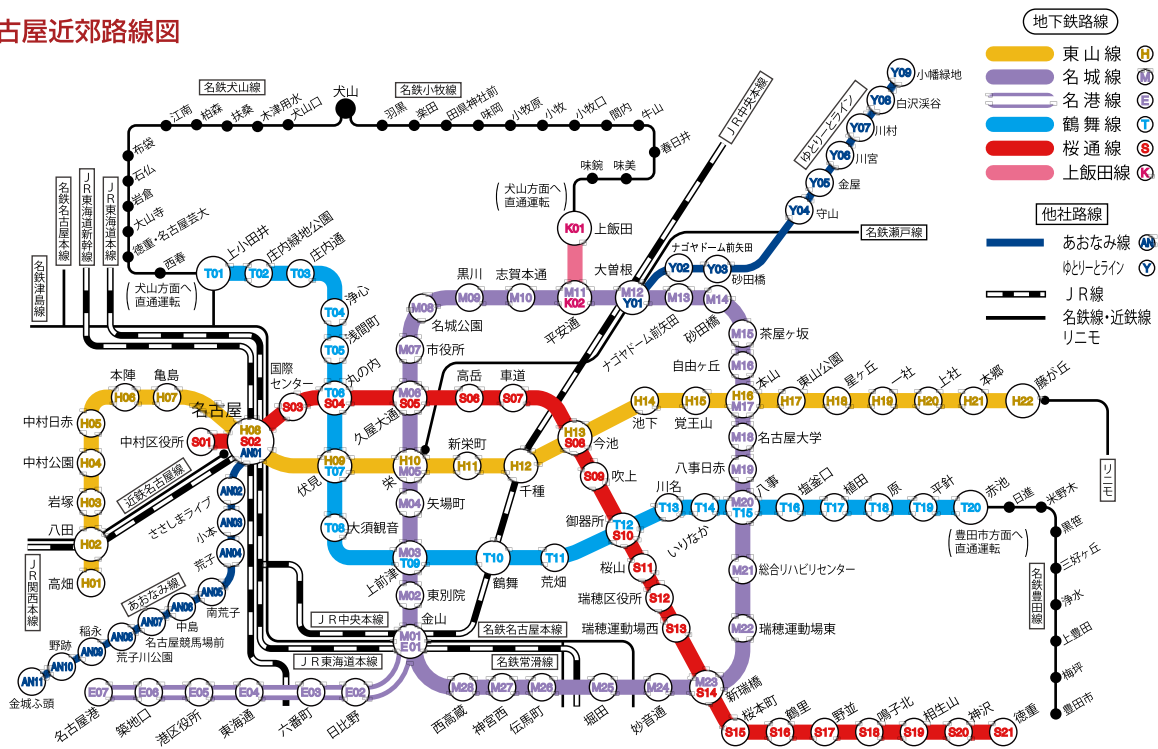 古屋近郊路線図
地下鉄路線
東山線 H
名城線 M
名港線 E
鶴舞線 T
桜通線 S
上飯田線 K
他社路線
あおなみ線 AN
ゆとりーとライン Y
JR線
名鉄線・近鉄線
リニモ
名鉄犬山線
犬山
名鉄小牧線
江南
柏森
扶桑
木津用水
犬山口
羽黒
楽田
田県神社前
味岡
小牧原
小牧
小牧口
間内
牛山
春日井
味美
味鋺
(犬山方面へ
直通運転)
K01 上飯田
布袋
石仏
岩倉
大山寺
徳重・名古屋芸大
西春
(犬山方面へ
直通運転)
名鉄津島線
名鉄名古屋本線
JR東海道新幹線
JR東海道本線
JR中央本線
ゆとりーとライン
Y09 小幡緑地
Y08 白沢渓谷
Y07 川村
Y06 川宮
Y05 金屋
Y04 守山
Y03 砂田橋
Y02 ナゴヤドーム前矢田
名鉄瀬戸線
T01 上小田井
T02 庄内緑地公園
T03 庄内通
T04 浄心
T05 浅間町
T06 S04 丸の内
H09 T07 伏見
T08 大須観音
M03 T09 上前津
T10 鶴舞
T11 荒畑
T12 S10 御器所
T13 川名
T14 いりなか
M20 T15 八事
T16 塩釜口
T17 植田
T18 原
T19 平針
T20 赤池
日進
米野木
黒笹
三好ヶ丘
浄水
上豊田
梅坪
豊田市
(豊田市方面へ
直通運転)
名鉄豊田線
黒川
M09
志賀本通
M10
M11 K02 平安通
大曽根
M12 Y01
M13 ナゴヤドーム前矢田
M14 砂田橋
M15 茶屋ヶ坂
M16 自由ヶ丘
H16 M17 本山
M18 名古屋大学
M19 八事日赤
M21 総合リハビリセンター
M22 瑞穂運動場東
M23 S14 新瑞橋
M24 妙音通
M25 堀田
M26 伝馬町
M27 神宮西
M28 西高蔵
M01 E01 金山
M02 東別院
M04 矢場町
H10 M05 栄
M06 S05 久屋大通
M07 市役所
M08 名城公園
本陣
H06
亀島
H07
名古屋
H08 S02 AN01
中村日赤 H05
中村区役所 S01
中村公園 H04
岩塚 H03
八田 H02
高畑 H01
国際
センター
S03
高岳
S06
車道
S07
H13 S08 今池
S09 吹上
桜山 S11
瑞穂区役所 S12
瑞穂運動場西 S13
S15 桜本町
S16 鶴里
S17 野並
S18 鳴子北
S19 相生山
S20 神沢
S21 徳重
新栄町
H11
H12 千種
H14 池下
H15 覚王山
H17 東山公園
H18 星ヶ丘
H19 一社
H20 上社
H21 本郷
H22 藤が丘
リニモ
近鉄名古屋線
JR関西本線
ささしまライブ AN02
小本 AN03
荒子 AN04
南荒子 AN05
中島 AN06
名古屋競馬場前 AN07
荒子川公園 AN08
稲永 AN09
野跡 AN10
AN11 金城ふ頭
あおなみ線
JR中央本線
名鉄名古屋本線
JR東海道本線
名鉄常滑線
E07 名古屋港
E06 築地口
E05 港区役所
E04 東海通
E03 六番町
E02 日比野